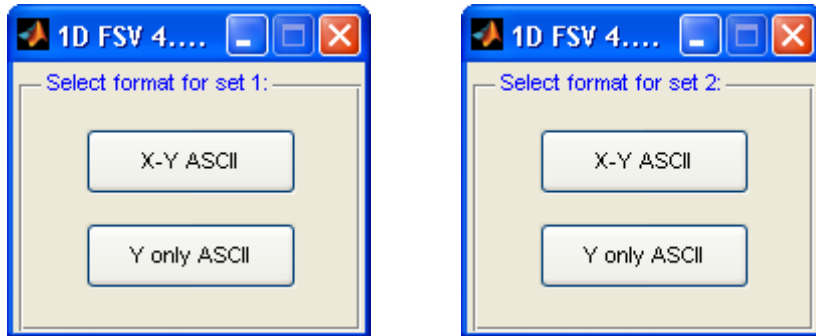 1D FSV 4....
Select format for set 1:
X-Y ASCII
Y only ASCII
1D FSV 4....
Select format for set 2:
X-Y ASCII
Y only ASCII